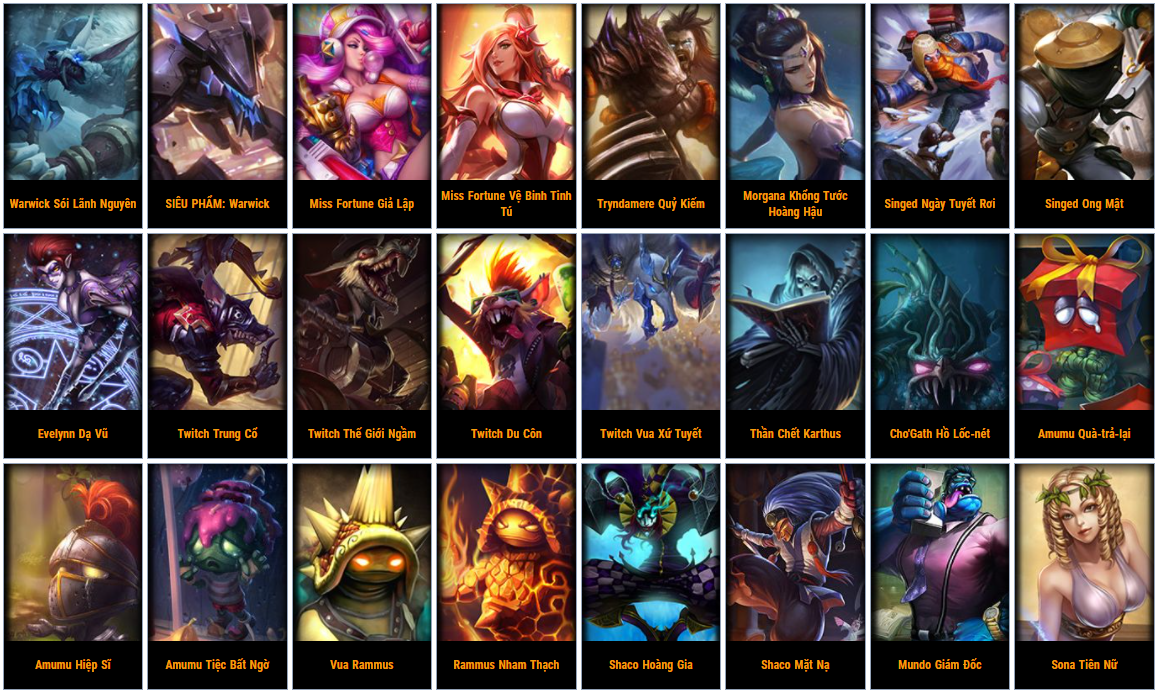 Warwick Sói Lãnh Nguyên
SIÊU PHẨM: Warwick
Miss Fortune Giả Lập
Miss Fortune Vệ Binh Tinh
Tú
Tryndamere Quỷ Kiếm
Morgana Khổng Tước
Hoàng Hậu
Singed Ngày Tuyết Rơi
Singed Ong Mật
Evelynn Dạ Vũ
Twitch Trung Cổ
Twitch Thế Giới Ngầm
Twitch Du Côn
Twitch Vua Xứ Tuyết
Thần Chết Karthus
Cho'Gath Hồ Lốc-nét
Amumu Quà-trả-lại
Amumu Hiệp Sĩ
Amumu Tiệc Bất Ngờ
Vua Rammus
Rammus Nham Thạch
Shaco Hoàng Gia
Shaco Mặt Nạ
Mundo Giám Đốc
Sona Tiên Nữ